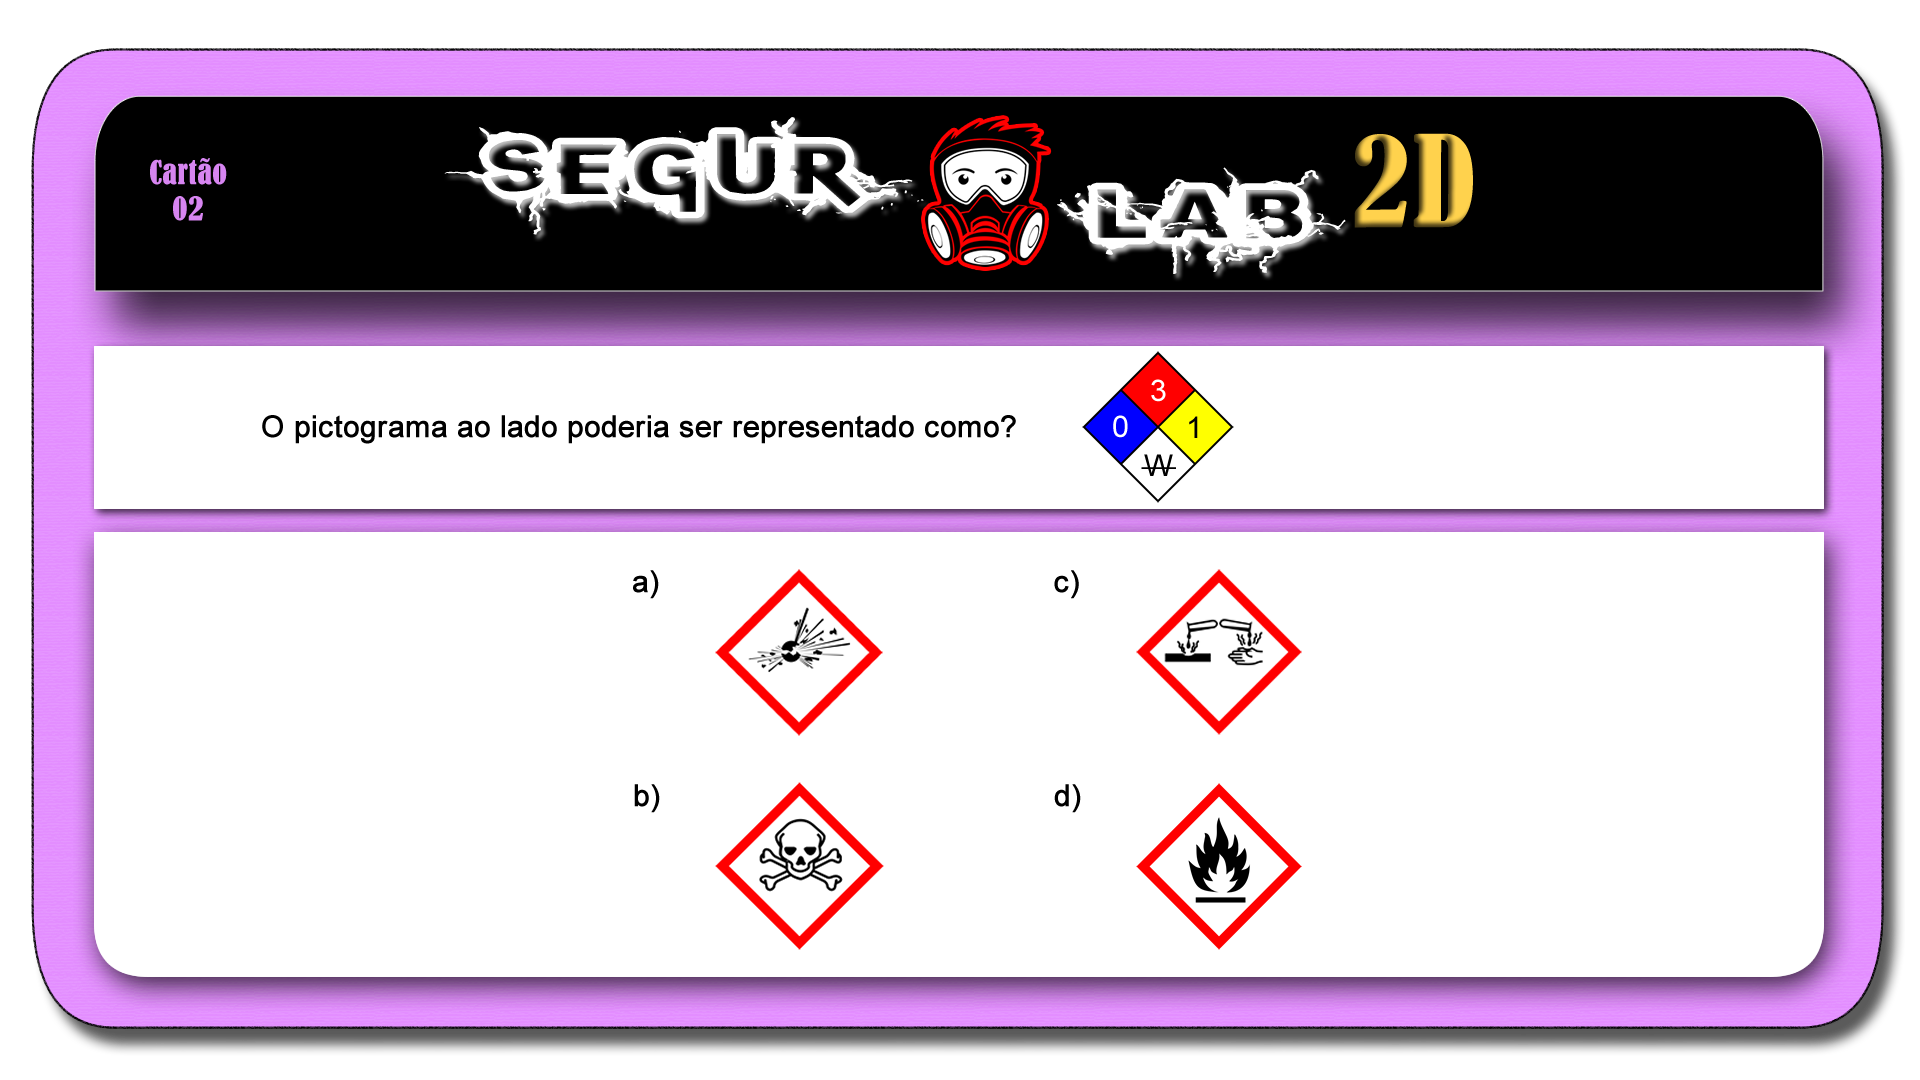 Cartão
02
SEGUR LAB 2D
O pictograma ao lado poderia ser representado como?
3
0
1
W
a)
c)
b)
d)